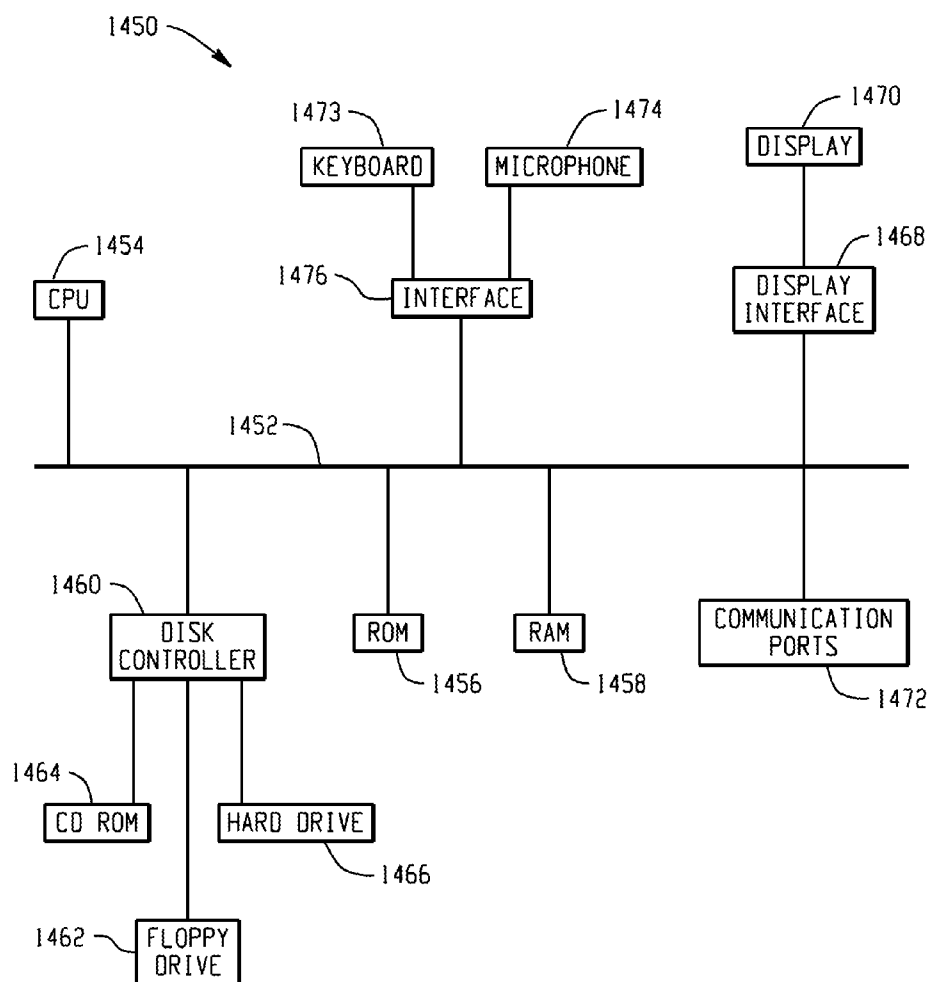 1450
1473
1474
1470
KEYBOARD
MICROPHONE
DISPLAY
1454
1476
1468
CPU
INTERFACE
DISPLAY
INTERFACE
1452
1460
DISK
CONTROLLER
ROM
RAM
COMMUNICATION
PORTS
1456
1458
1472
1464
CD ROM
HARD DRIVE
1466
1462
FLOPPY
DRIVE